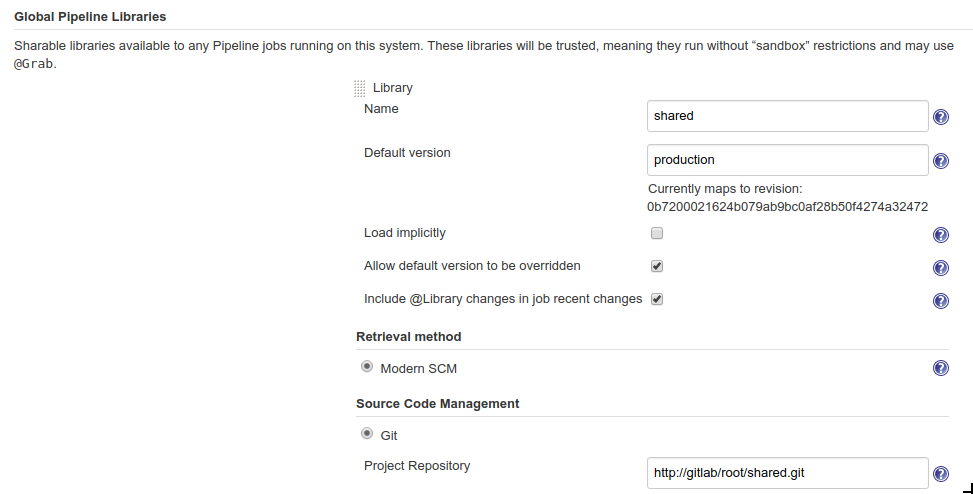 Global Pipeline Libraries
Sharable libraries available to any Pipeline jobs running on this system. These libraries will be trusted, meaning they run without “sandbox” restrictions and may use
@Grab.
Library
Name
shared
Default version
production
Currently maps to revision:
0b7200021624b079ab9bc0af28b50f4274a32472
Load implicitly
Allow default version to be overridden
Include @Library changes in job recent changes
Retrieval method
Modern SCM
Source Code Management
Git
Project Repository
http://gitlab/root/shared.git